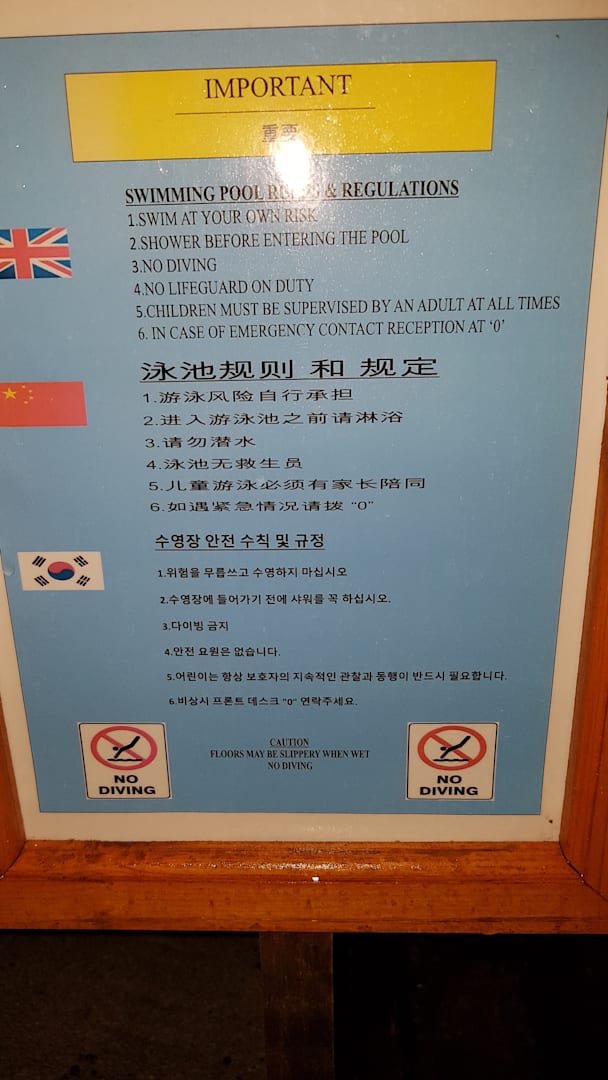 IMPORTANT
重要
SWIMMING POOL RULES & REGULATIONS
1.SWIM AT YOUR OWN RISK
2.SHOWER BEFORE ENTERING THE POOL
3.NO DIVING
4.NO LIFEGUARD ON DUTY
5.CHILDREN MUST BE SUPERVISED BY AN ADULT AT ALL TIMES
6. IN CASE OF EMERGENCY CONTACT RECEPTION AT ‘0’
泳池规则 和 规定
1.游泳风险自行承担
2.进入游泳池之前请淋浴
3.请勿潜水
4.泳池无救生员
5.儿童游泳必须有家长陪同
6.如遇紧急情况请拨 “0”
수영장 안전 수칙 및 규정
1.위험을 무릅쓰고 수영하지 마십시오
2.수영장에 들어가기 전에 샤워를 꼭 하십시오.
3.다이빙 금지
4.안전 요원은 없습니다.
5.어린이는 항상 보호자의 지속적인 관찰과 동행이 반드시 필요합니다.
6.비상시 프론트 데스크 "0" 연락주세요.
NO
DIVING
CAUTION
FLOORS MAY BE SLIPPERY WHEN WET
NO DIVING
NO
DIVING